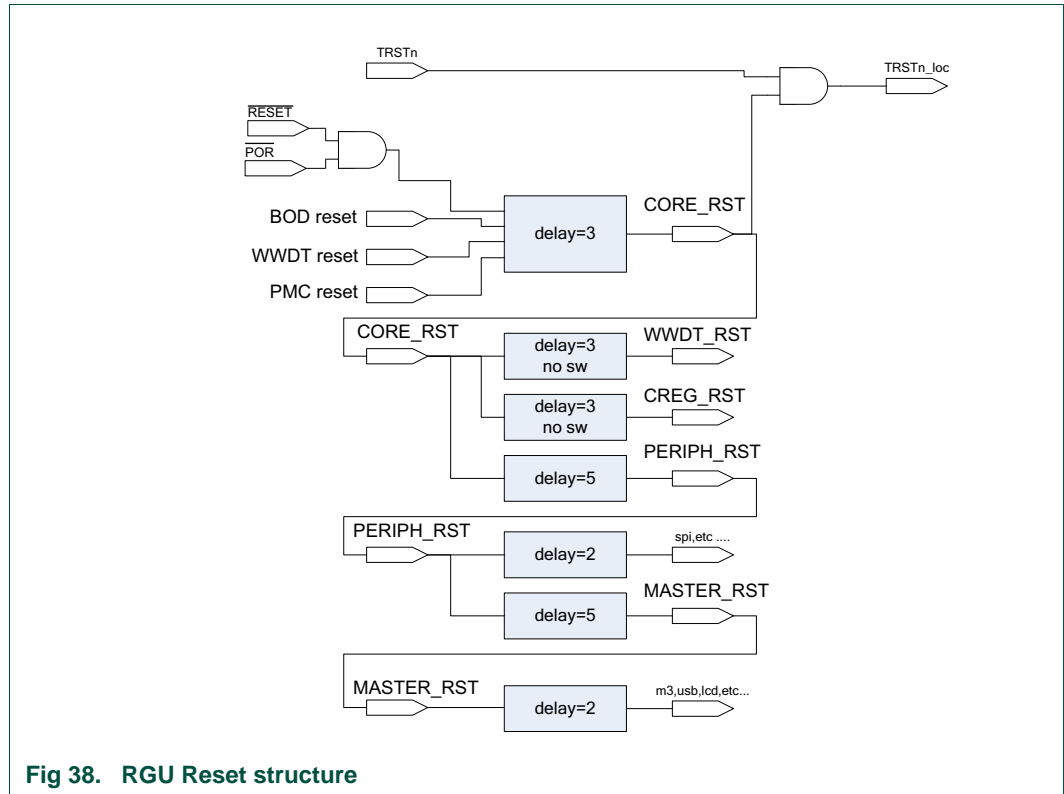 TRSTn
TRSTn_loc
RESET
POR
BOD reset
WWDT reset
PMC reset
delay=3
CORE_RST
CORE_RST
delay=3
no sw
WWDT_RST
delay=3
no sw
CREG_RST
delay=5
PERIPH_RST
PERIPH_RST
delay=2
spi,etc ....
delay=5
MASTER_RST
MASTER_RST
delay=2
m3,usb,lcd,etc...
Fig 38. RGU Reset structure